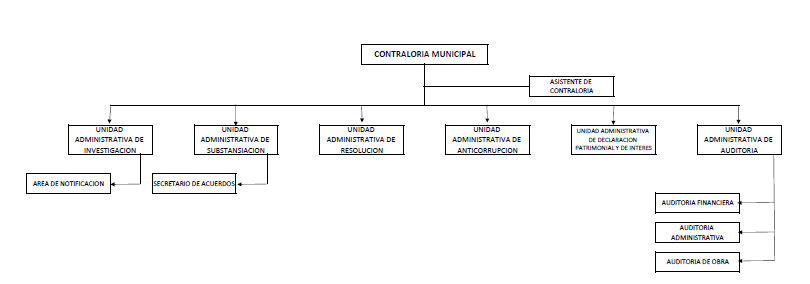 CONTRALORIA MUNICIPAL
ASISTENTE DE
CONTRALORIA
UNIDAD
ADMINISTRATIVA DE
INVESTIGACION
UNIDAD
ADMINISTRATIVA DE
SUBSTANSIACION
UNIDAD
ADMINISTRATIVA DE
RESOLUCION
UNIDAD
ADMINISTRATIVA DE
ANTICORRUPCION
UNIDAD ADMINISTRATIVA
DE DECLARACION
PATRIMONIAL Y DE INTERES
UNIDAD
ADMINISTRATIVA DE
AUDITORIA
AREA DE NOTIFICACION
SECRETARIO DE ACUERDOS
AUDITORIA FINANCIERA
AUDITORIA
ADMINISTRATIVA
AUDITORIA DE OBRA